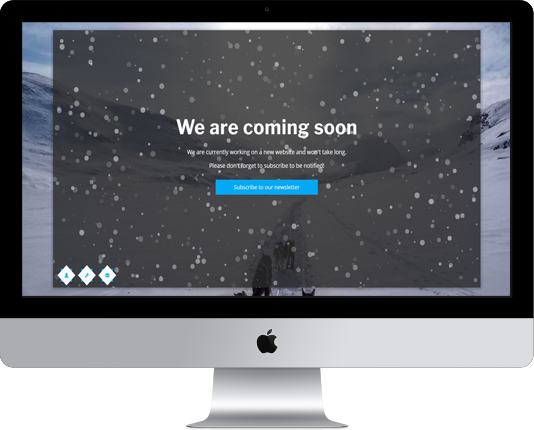 We are coming soon
We are currently working on a new website and won't take long.
Please don't forget to subscribe to be notified!
Subscribe to our newsletter